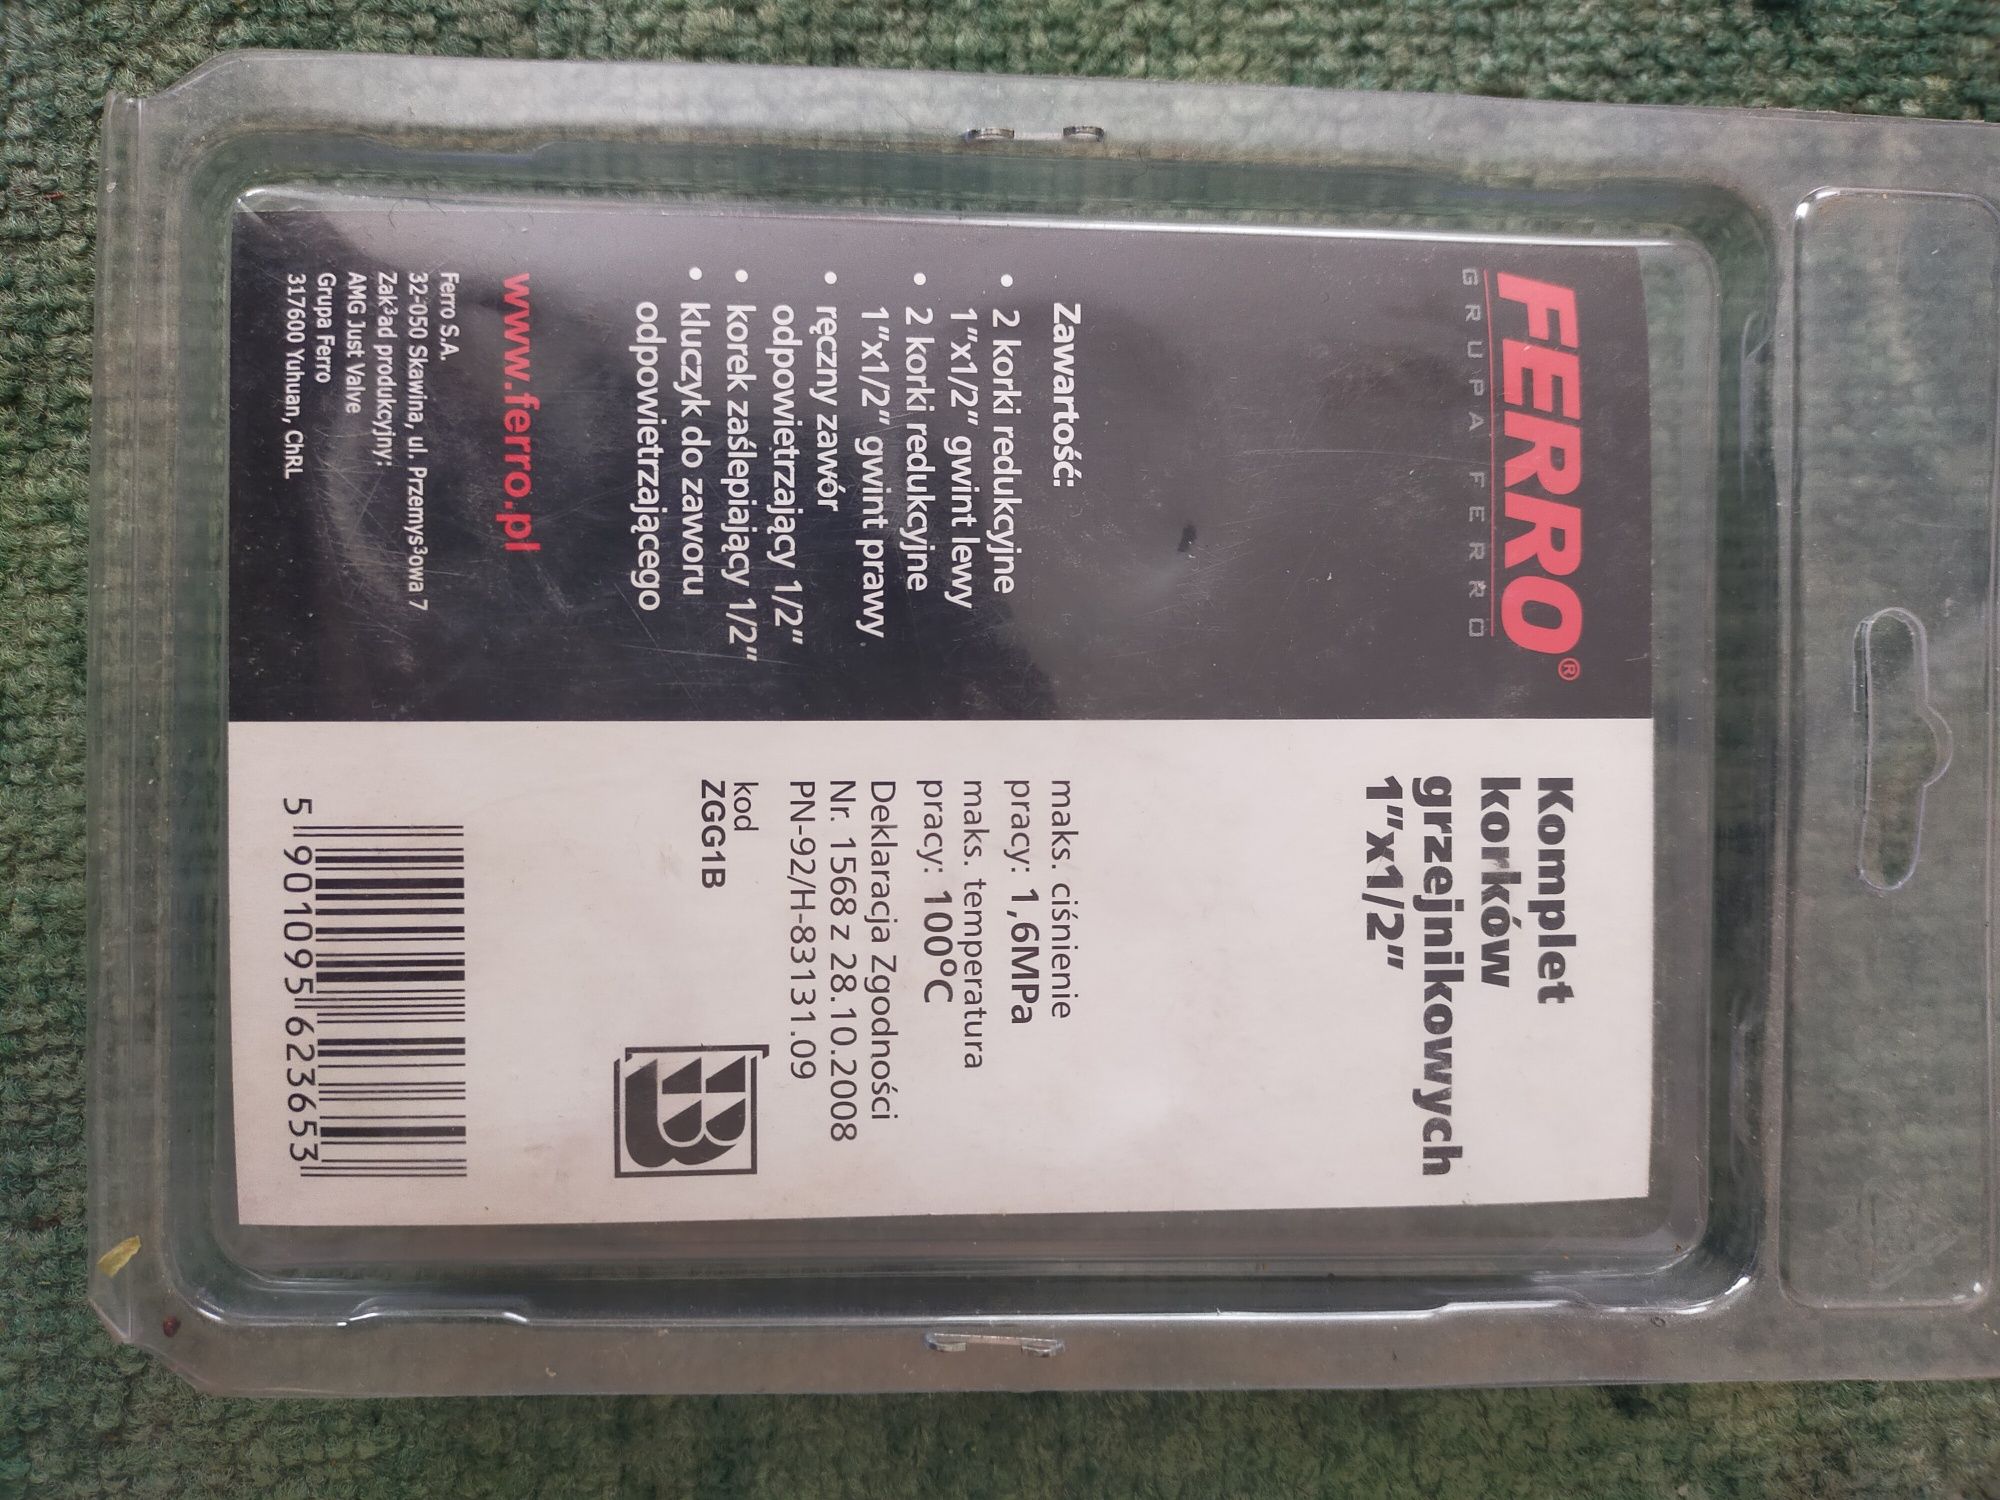 FERRO®
GRUPA FERRO
Zawartość:
• 2 korki redukcyjne
1"x1/2" gwint lewy
• 2 korki redukcyjne
1"x1/2" gwint prawy
• ręczny zawór
odpowietrzający 1/2"
• korek zaślepiający 1/2"
• kluczyk do zaworu
odpowietrzającego
www.ferro.pl
Ferro S.A.
32-050 Skawina, ul. Przemys³owa 7
Zak³ad produkcyjny:
AMG Just Valve
Grupa Ferro
317600 Yuhuan, ChRL
Komplet
korków
grzejnikowych
1"x1/2"
maks. ciśnienie
pracy: 1,6MPa
maks. temperatura
pracy: 100ºC
Deklaracja Zgodności
Nr. 1568 z 28.10.2008
PN-92/H-83131.09
kod
ZGG1B
B
5 901095 623653